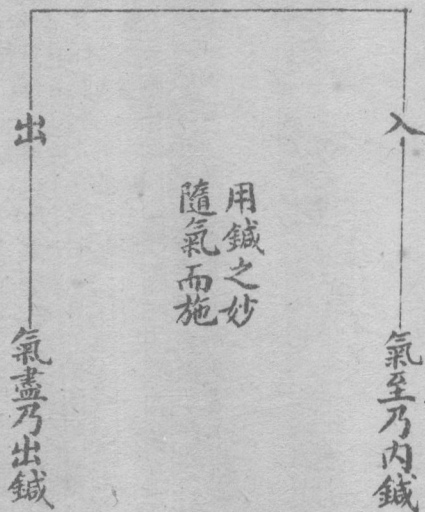 入
氣至乃內鍼
用鍼之妙
隨氣而施
出
氣盡乃出鍼